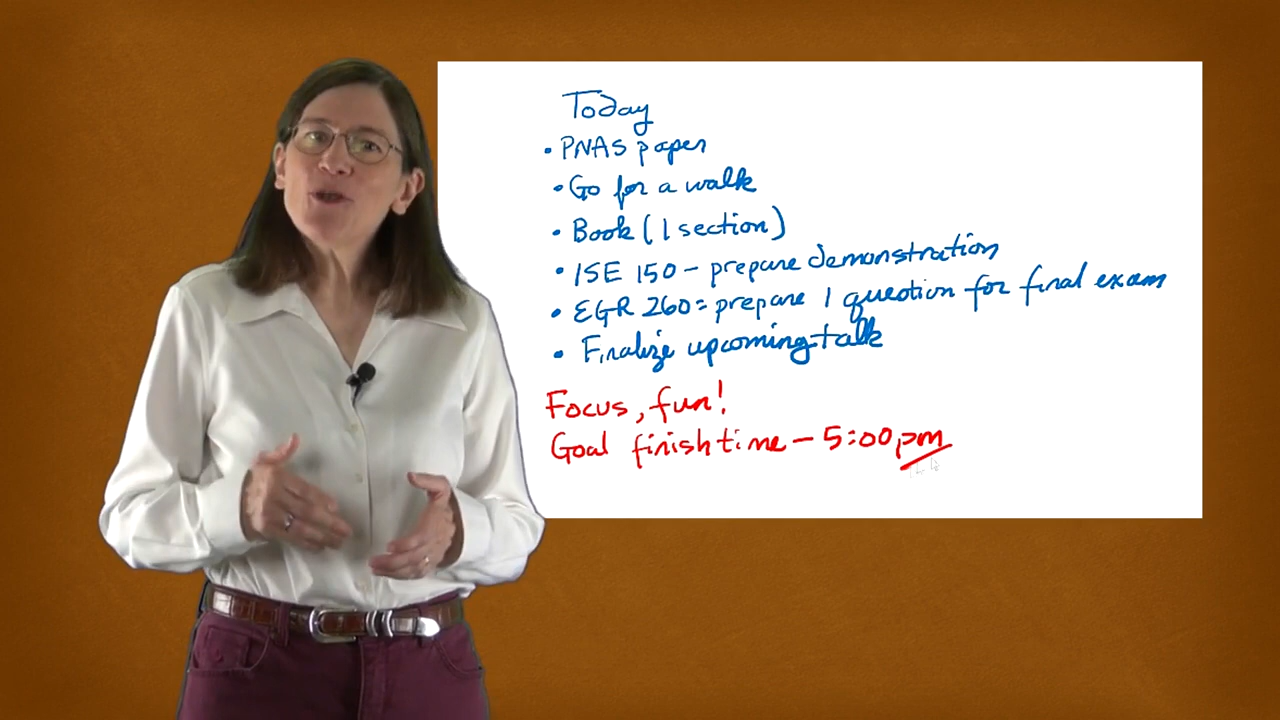 Today
• PNAS paper
• Go for a walk
• Book (1 section)
• ISE 150 – prepare demonstration
• EGR 260: prepare 1 question for final exam
• Finalize upcoming talk
Focus, fun!
Goal finish time – 5:00 pm